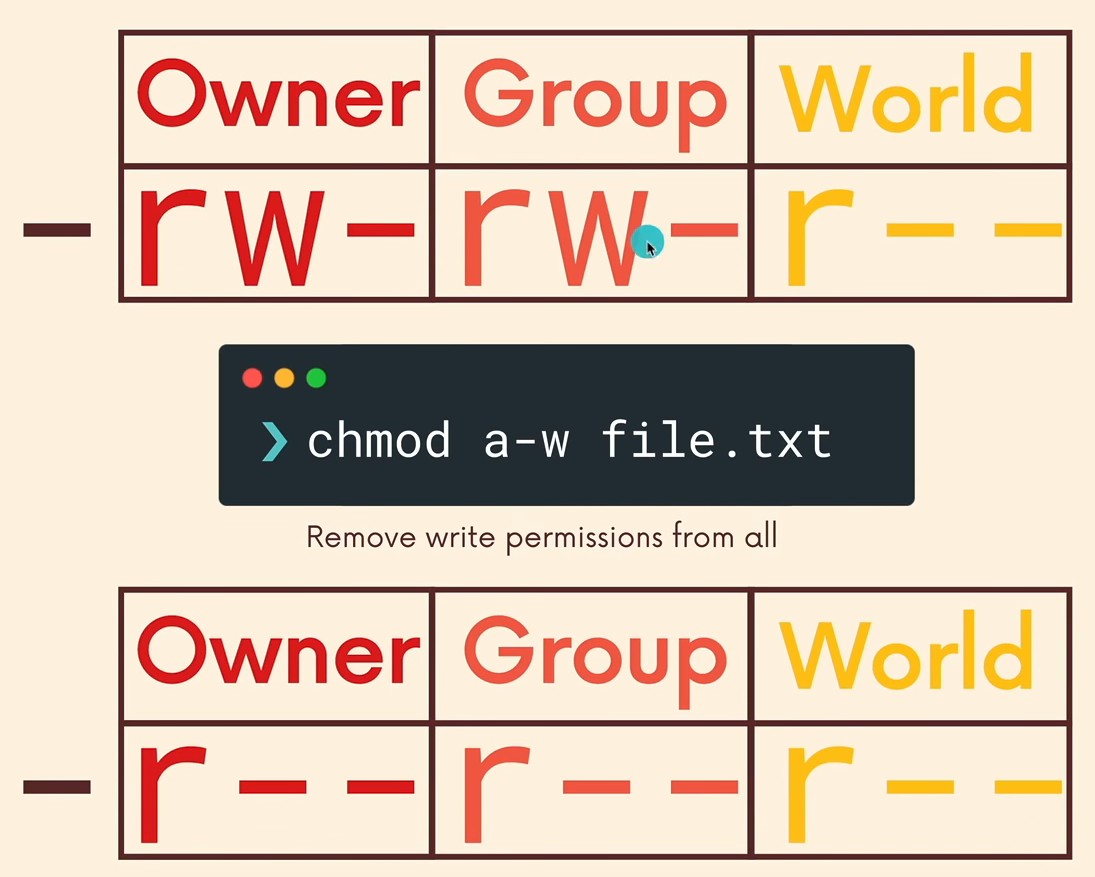 Owner Group World
- rw- rw- r--
❯ chmod a-w file.txt
Remove write permissions from all
Owner Group World
- r-- r-- r--